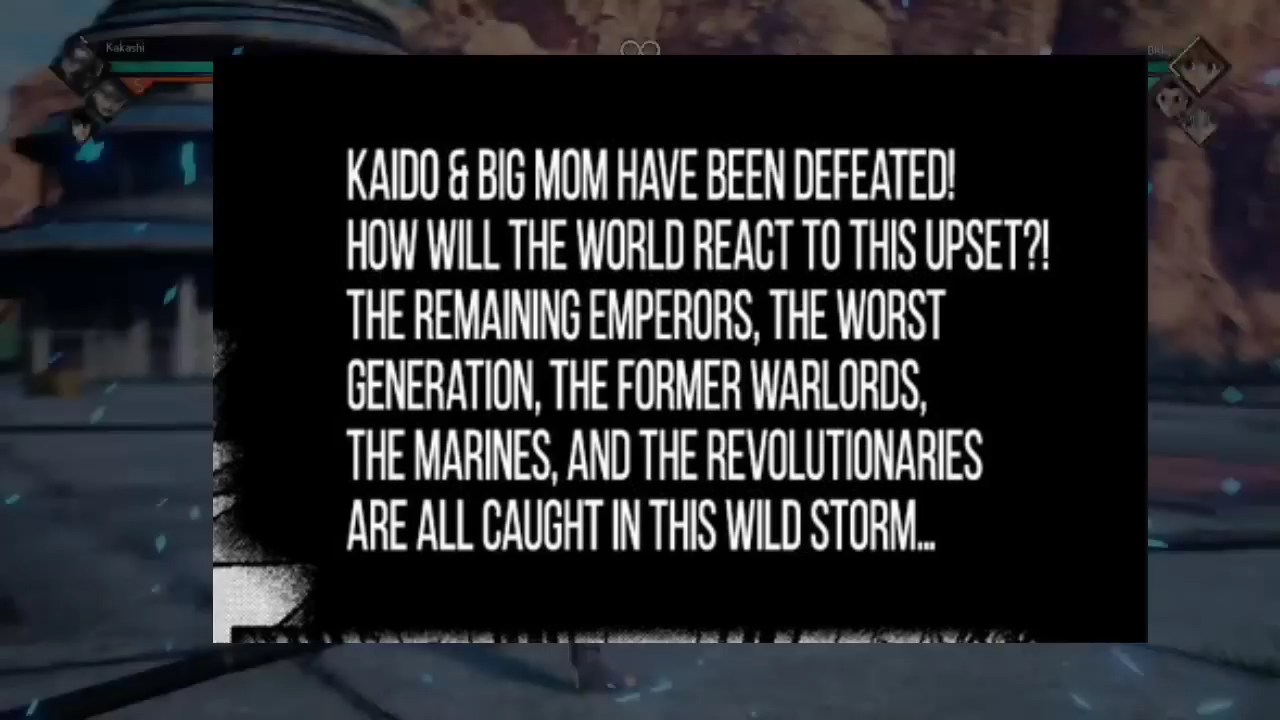 Kakashi
KAIDO & BIG MOM HAVE BEEN DEFEATED!
HOW WILL THE WORLD REACT TO THIS UPSET?!
THE REMAINING EMPERORS, THE WORST
GENERATION, THE FORMER WARLORDS,
THE MARINES, AND THE REVOLUTIONARIES
ARE ALL CAUGHT IN THIS WILD STORM...